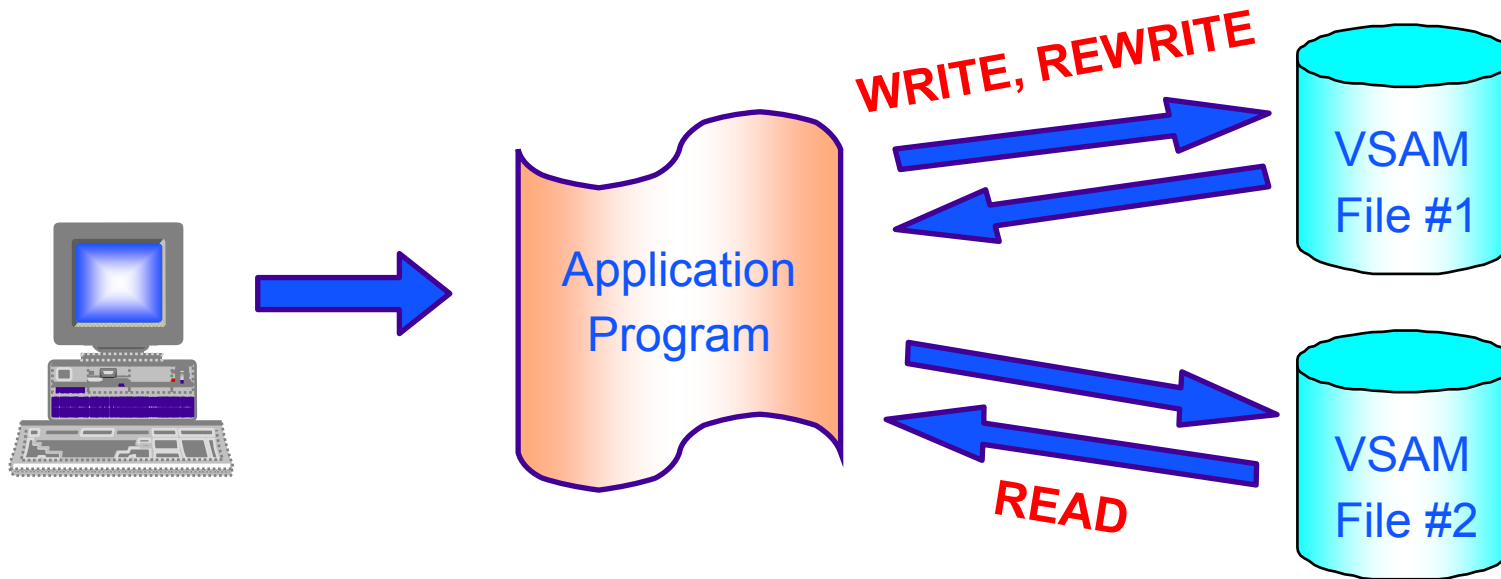 WRITE, REWRITE
VSAM
File #1
Application
Program
VSAM
File #2
READ